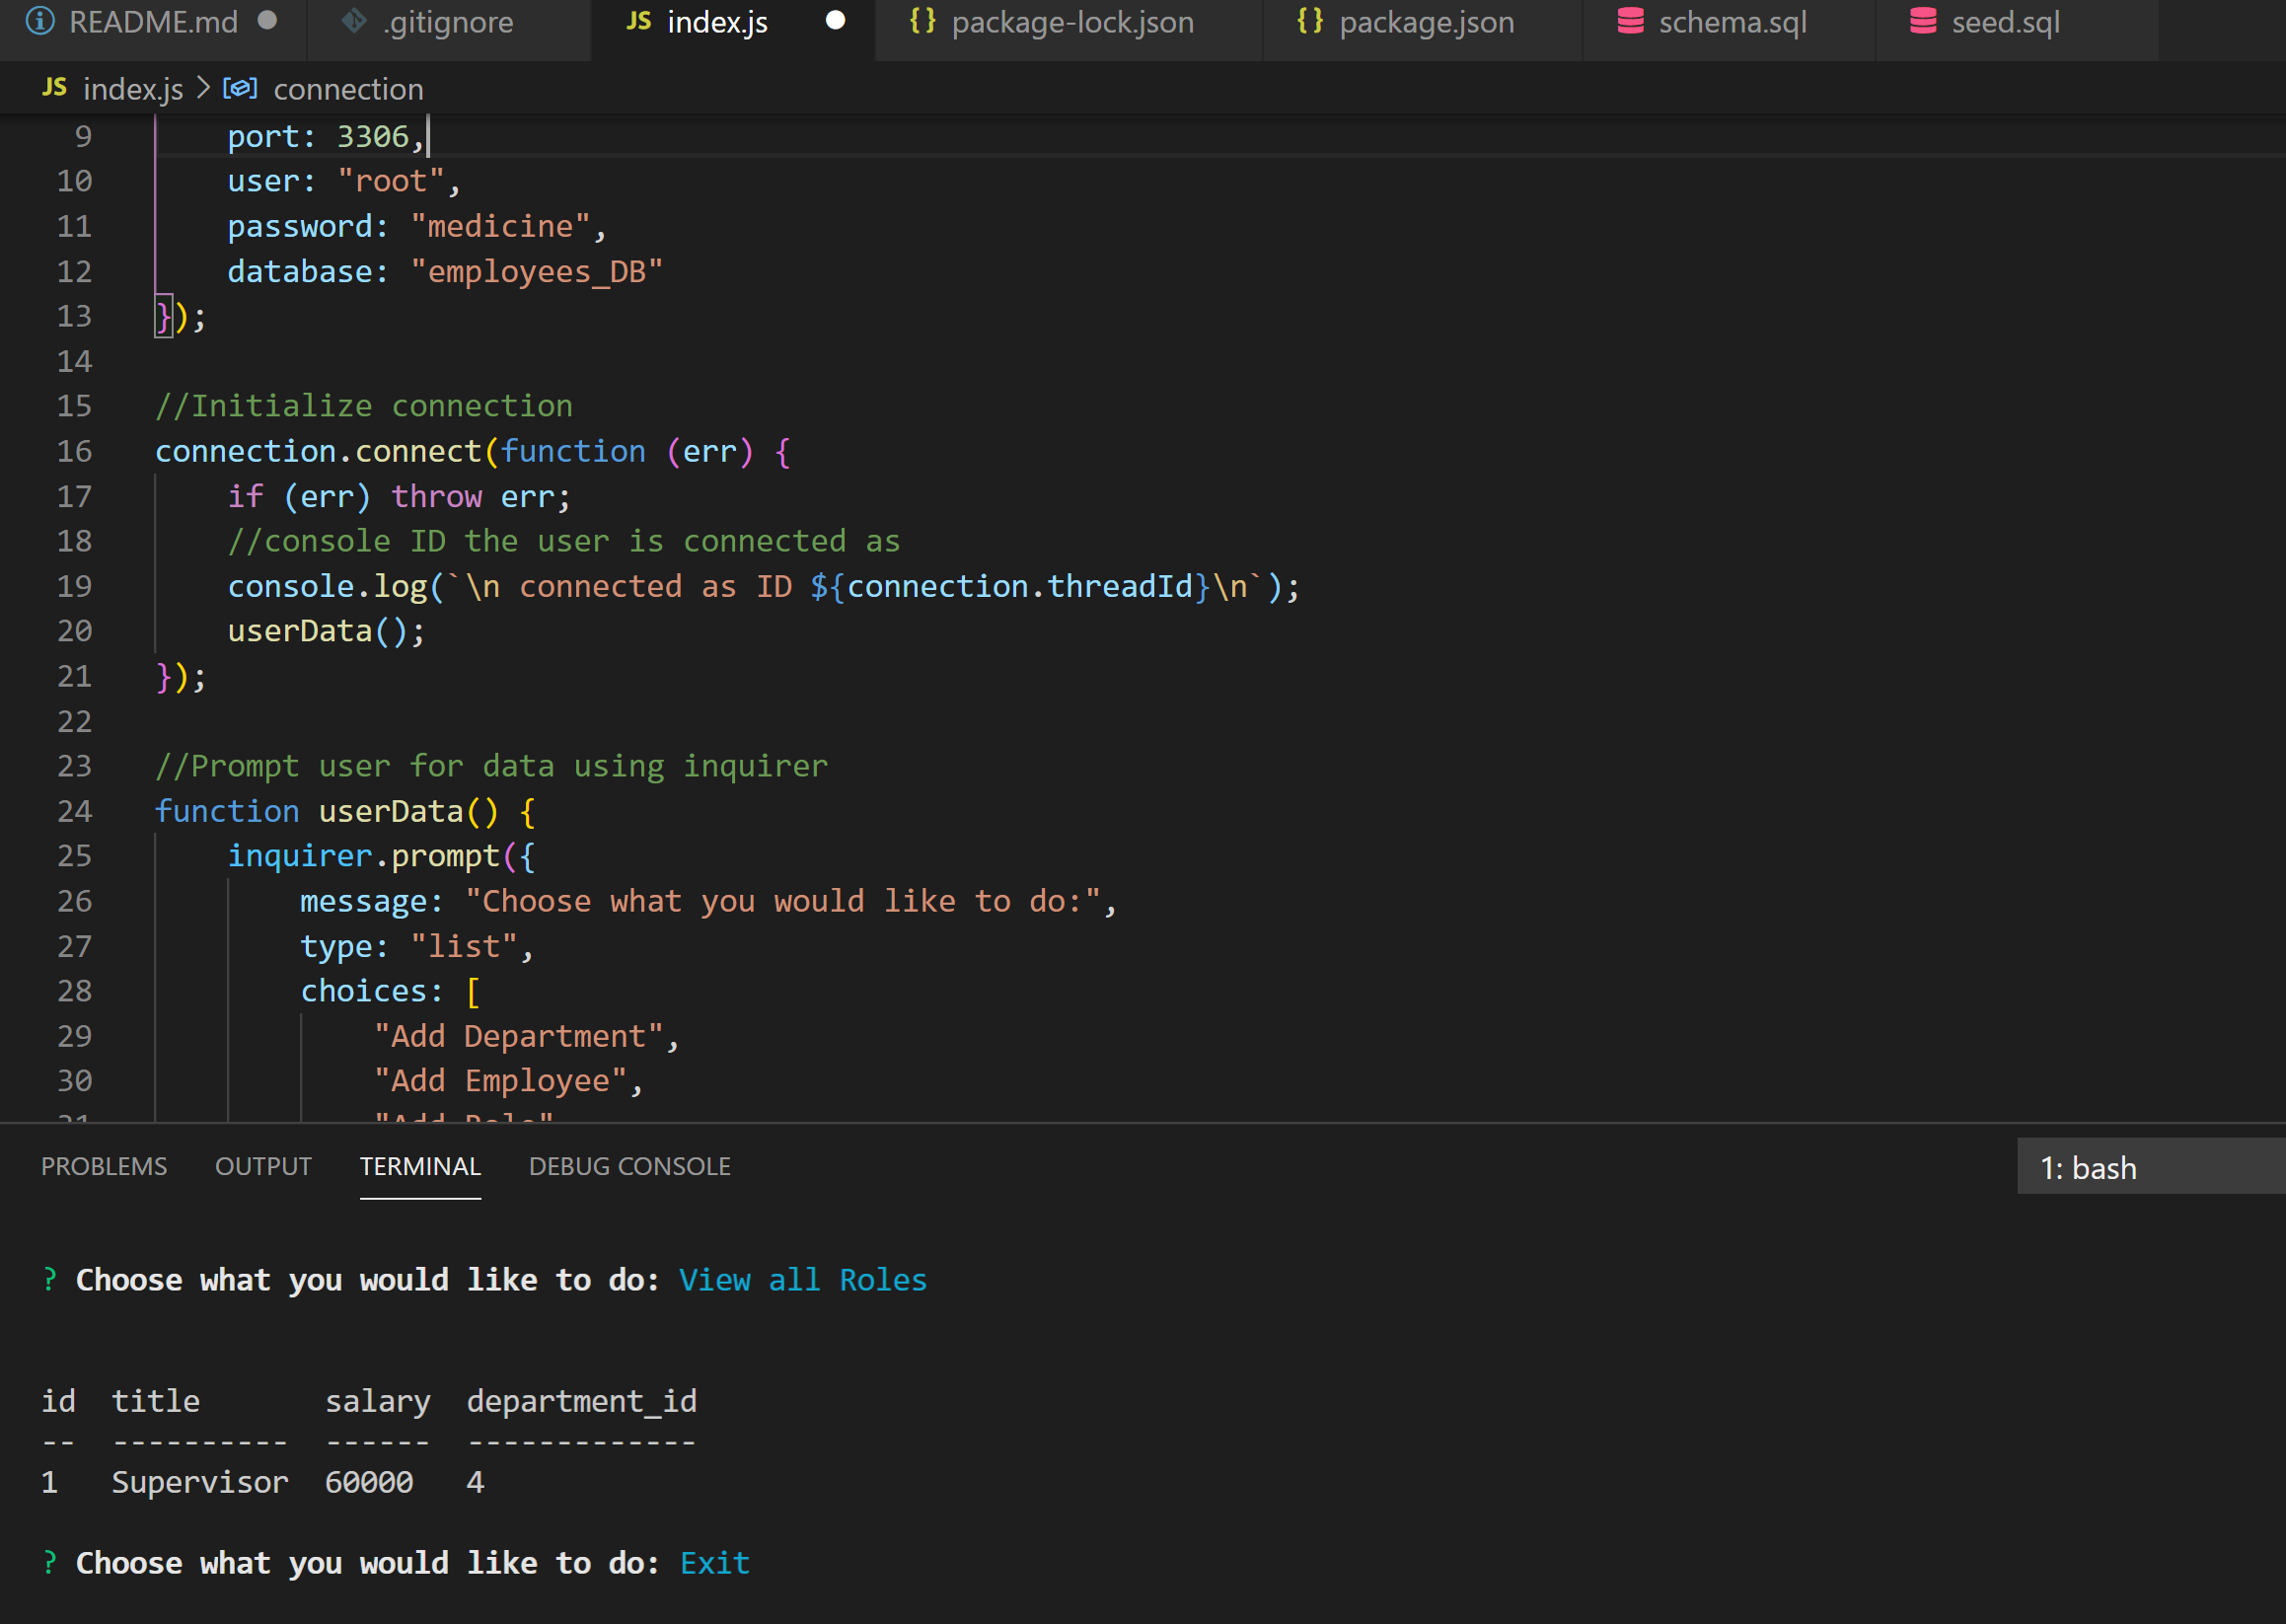 README.md .gitignore JS index.js {} package-lock.json {} package.json schema.sql seed.sql
JS index.js > connection
9 port: 3306,
10 user: "root",
11 password: "medicine",
12 database: "employees_DB"
13 });
14
15 //Initialize connection
16 connection.connect(function (err) {
17 if (err) throw err;
18 //console ID the user is connected as
19 console.log(`\n connected as ID ${connection.threadId}\n`);
20 userData();
21 });
22
23 //Prompt user for data using inquirer
24 function userData() {
25 inquirer.prompt({
26 message: "Choose what you would like to do:",
27 type: "list",
28 choices: [
29 "Add Department",
30 "Add Employee",
31 "Add Role"
PROBLEMS OUTPUT TERMINAL DEBUG CONSOLE 1: bash
? Choose what you would like to do: View all Roles
id title salary department_id
-- ---------- ------ -------------
1 Supervisor 60000 4
? Choose what you would like to do: Exit